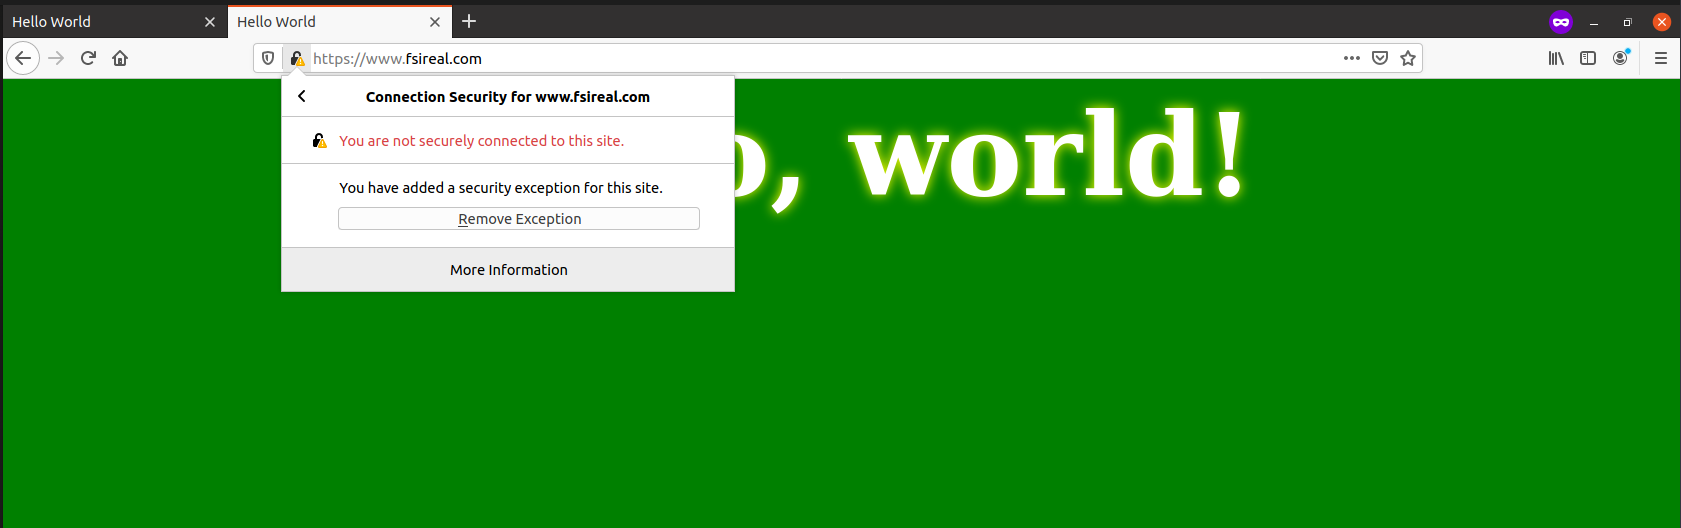 Hello World
Hello World
https://www.fsireal.com
Connection Security for www.fsireal.com
You are not securely connected to this site.
You have added a security exception for this site.
Remove Exception
More Information
o, world!